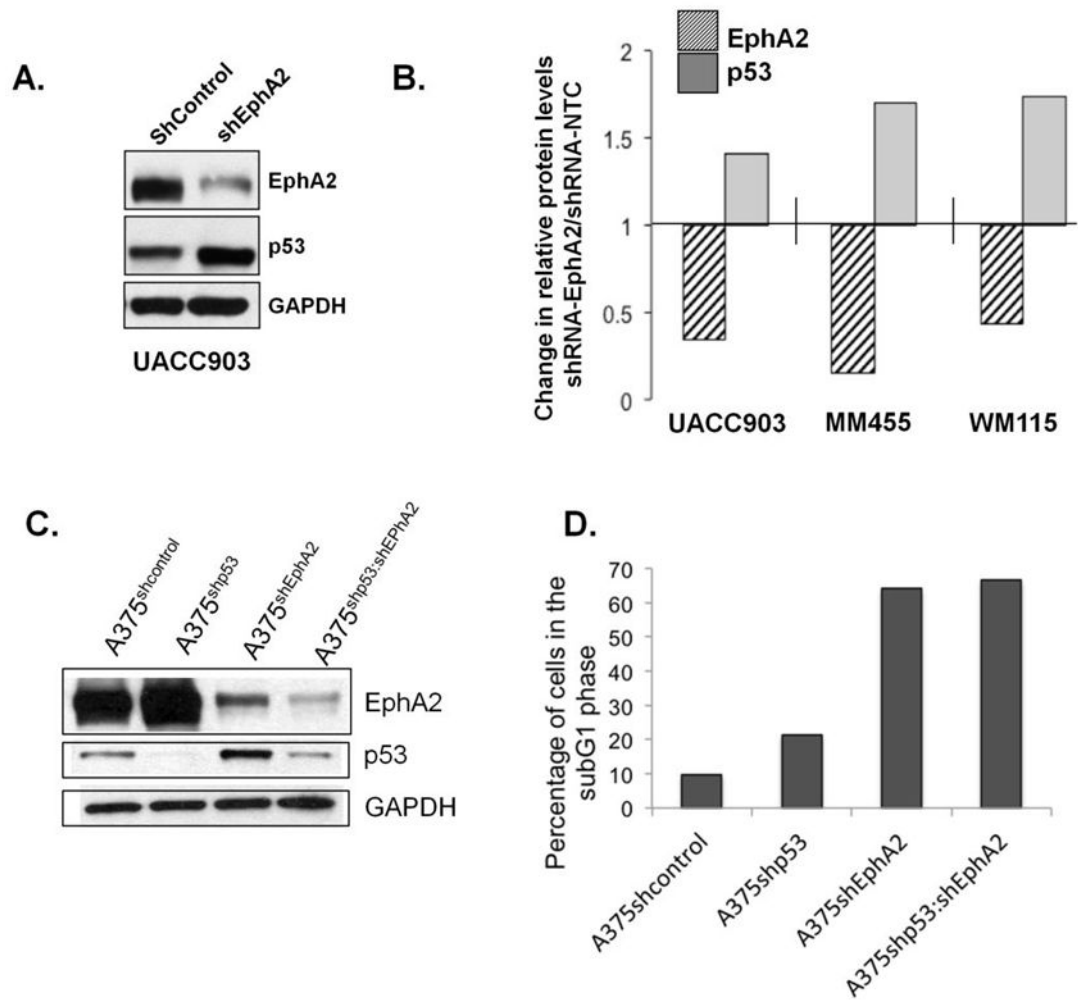 A.
ShControl
shEphA2
EphA2
p53
GAPDH
UACC903
B.
EphA2
p53
Change in relative protein levels
shRNA-EphA2/shRNA-NTC
2
1.5
1
0.5
0
UACC903
MM455
WM115
C.
A375shcontrol
A375shp53
A375shEphA2
A375shp53:shEPhA2
EphA2
p53
GAPDH
D.
Percentage of cells in the
subG1 phase
70
60
50
40
30
20
10
0
A375shcontrol
A375shp53
A375shEphA2
A375shp53:shEphA2